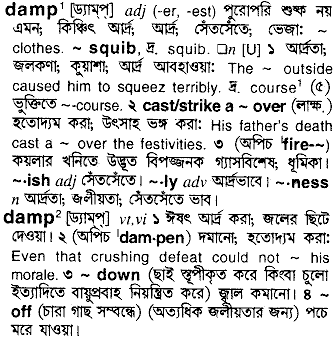 damp¹ [ড্যাম্প্] adj (-er, -est) পুরোপরি শুষ্ক নয়
এমন; কিঞ্চিৎ আর্দ্র, আর্দ্র, সেঁতসেঁতে, ভেজা: ~
clothes. ~ squib, দ্র. squib. □n [U] ১ আর্দ্রতা;
জলকণা; কুয়াশা; আর্দ্র আবহাওয়া: The ~ outside
caused him to squeez terribly. দ্র. course¹ (৫)
ভুক্তিতে ~-course. ২ cast/strike a ~ over (লাক্ষ.)
হতোদ্যম করা; উৎসাহ ভঙ্গ করা: His father's death
cast a ~ over the festivities. ৩ (অপিচ 'fire-~)
কয়লার খনিতে উদ্ভূত বিপজ্জনক গ্যাসবিশেষ; ধূমিকা।
~·ish adj সেঁতসেঁতে। ~·ly adv আর্দ্রভাবে। ~·ness
n আর্দ্রতা; জলীয়তা; সেঁতসেঁতে ভাব।
damp² [ড্যাম্প্] vt,vi ১ ঈষৎ আর্দ্র করা; জলের ছিটে
দেওয়া। ২ (অপিচ 'dam·pen) দমানো; হতোদ্যম করা:
Even that crushing defeat could not ~ his
morale. ৩ ~ down (ছাই স্তূপীকৃত করে কিংবা চুলো
ইত্যাদিতে বায়ুপ্রবাহ নিয়ন্ত্রিত করে) জ্বাল কমানো। ৪ ~
off (চারা গাছ সম্বন্ধে) (অত্যধিক জলীয়তার জন্য) পচে
মরে যাওয়া।